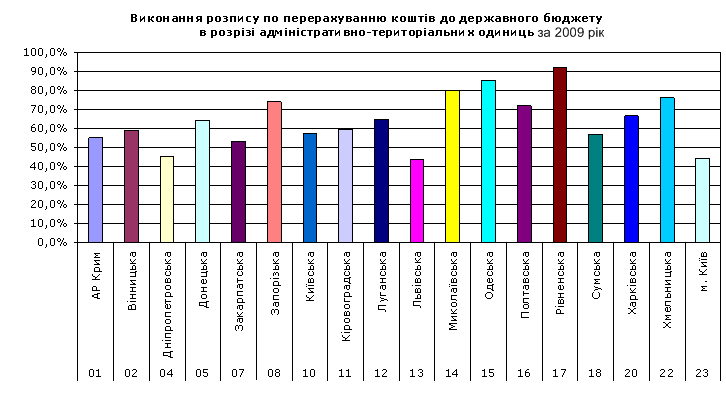 Виконання розпису по перерахуванню коштів до державного бюджету
в розрізі адміністративно-територіальних одиниць за 2009 рік
100,0%
90,0%
80,0%
70,0%
60,0%
50,0%
40,0%
30,0%
20,0%
10,0%
0,0%
АР Крим
Вінницька
Дніпропетровська
Донецька
Закарпатська
Запорізька
Київська
Кіровоградська
Луганська
Львівська
Миколаївська
Одеська
Полтавська
Рівненська
Сумська
Харківська
Хмельницька
м. Київ
01 02 04 05 07 08 10 11 12 13 14 15 16 17 18 20 22 23